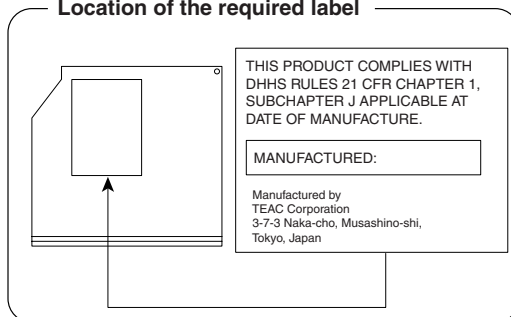 Location of the required label
THIS PRODUCT COMPLIES WITH
DHHS RULES 21 CFR CHAPTER 1,
SUBCHAPTER J APPLICABLE AT
DATE OF MANUFACTURE.
MANUFACTURED:
Manufactured by
TEAC Corporation
3-7-3 Naka-cho, Musashino-shi,
Tokyo, Japan